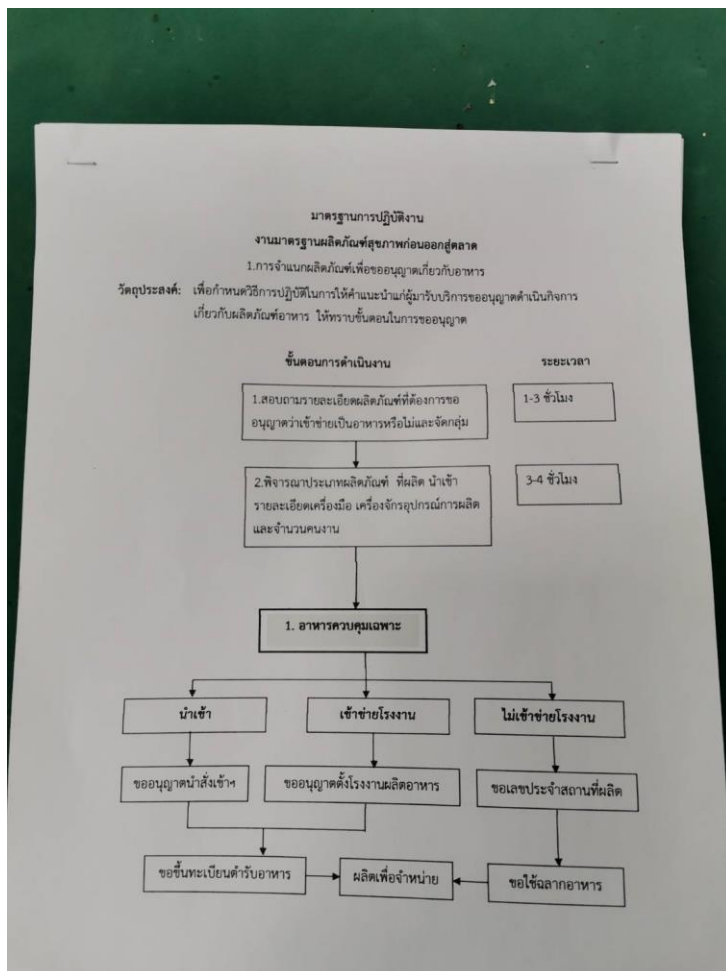 มาตรฐานการปฏิบัติงาน
งานมาตรฐานผลิตภัณฑ์สุขภาพก่อนออกสู่ตลาด
1.การจำแนกผลิตภัณฑ์เพื่อขออนุญาตเกี่ยวกับอาหาร
วัตถุประสงค์: เพื่อกำหนดวิธีการปฏิบัติในการให้คำแนะนำแก่ผู้มารับบริการขออนุญาตดำเนินกิจการ
เกี่ยวกับผลิตภัณฑ์อาหาร ให้ทราบขั้นตอนในการขออนุญาต
ขั้นตอนการดำเนินงาน ระยะเวลา
1.สอบถามรายละเอียดผลิตภัณฑ์ที่ต้องการขอ
อนุญาตว่าเข้าข่ายเป็นอาหารหรือไม่และจัดกลุ่ม
1-3 ชั่วโมง
2.พิจารณาประเภทผลิตภัณฑ์ ที่ผลิต นำเข้า
รายละเอียดเครื่องมือ เครื่องจักรอุปกรณ์การผลิต
และจำนวนคนงาน
3-4 ชั่วโมง
1. อาหารควบคุมเฉพาะ
นำเข้า เข้าข่ายโรงงาน ไม่เข้าข่ายโรงงาน
ขออนุญาตนำสั่งเข้าฯ ขออนุญาตตั้งโรงงานผลิตอาหาร ขอเลขประจำสถานที่ผลิต
ขอขึ้นทะเบียนตำรับอาหาร ผลิตเพื่อจำหน่าย ขอใช้ฉลากอาหาร